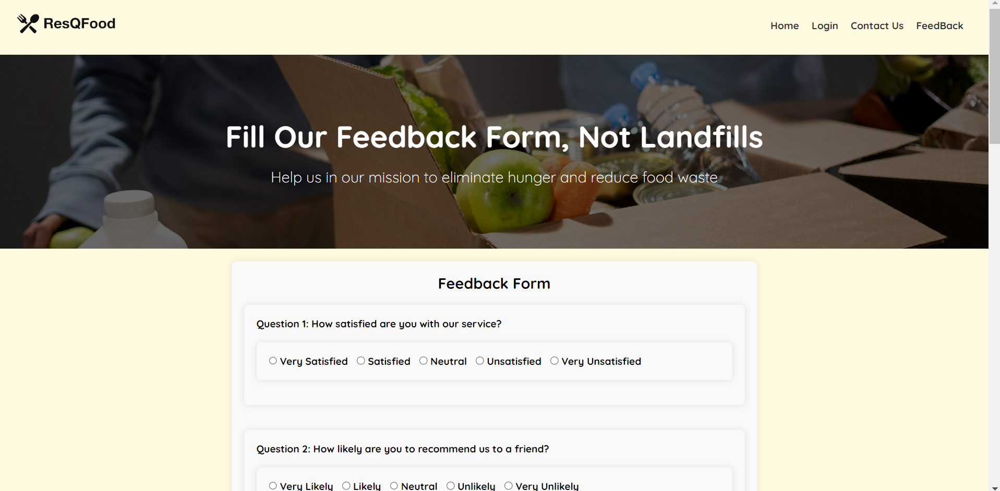 ResQFood
Home Login Contact Us FeedBack
Fill Our Feedback Form, Not Landfills
Help us in our mission to eliminate hunger and reduce food waste
Feedback Form
Question 1: How satisfied are you with our service?
Very Satisfied Satisfied Neutral Unsatisfied Very Unsatisfied
Question 2: How likely are you to recommend us to a friend?
Very Likely Likely Neutral Unlikely Very Unlikely